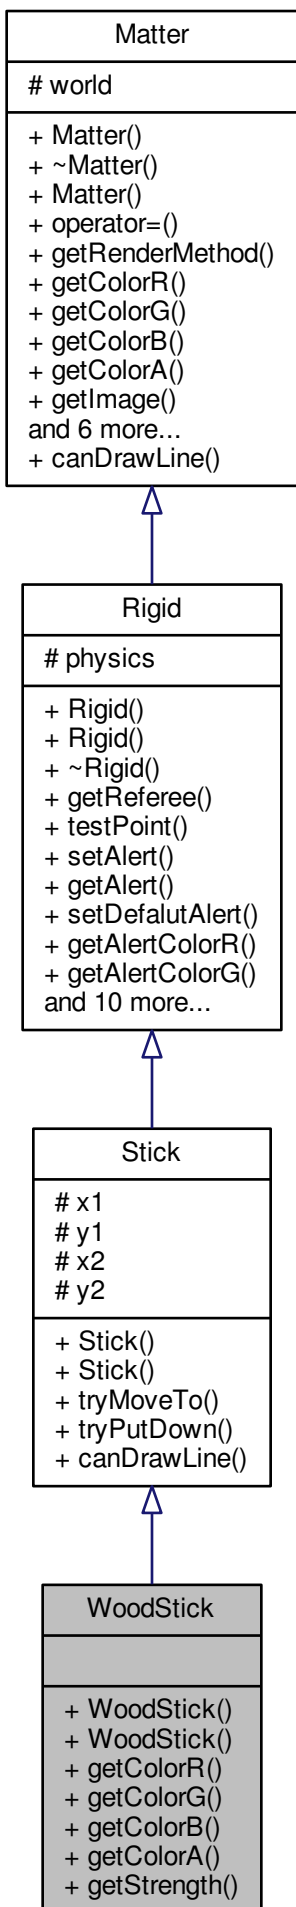 Matter
# world
+ Matter()
+ ~Matter()
+ Matter()
+ operator=()
+ getRenderMethod()
+ getColorR()
+ getColorG()
+ getColorB()
+ getColorA()
+ getImage()
and 6 more...
+ canDrawLine()
Rigid
# physics
+ Rigid()
+ Rigid()
+ ~Rigid()
+ getReferee()
+ testPoint()
+ setAlert()
+ getAlert()
+ setDefalutAlert()
+ getAlertColorR()
+ getAlertColorG()
and 10 more...
Stick
# x1
# y1
# x2
# y2
+ Stick()
+ Stick()
+ tryMoveTo()
+ tryPutDown()
+ canDrawLine()
WoodStick
+ WoodStick()
+ WoodStick()
+ getColorR()
+ getColorG()
+ getColorB()
+ getColorA()
+ getStrength()